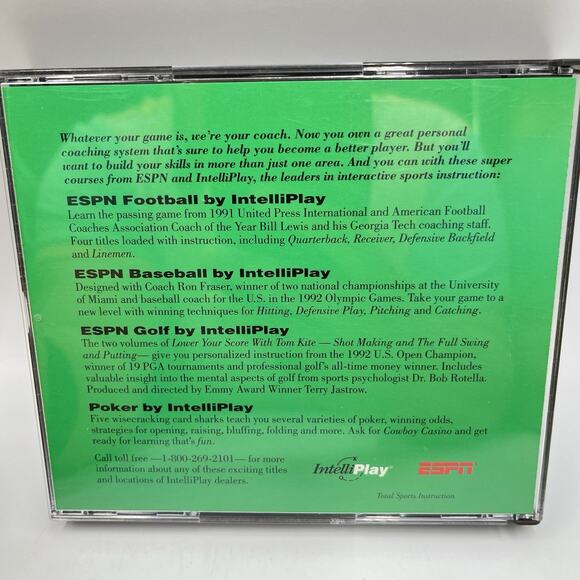 Whatever your game is, we're your coach. Now you own a great personal
coaching system that's sure to help you become a better player. But you'll
want to build your skills in more than just one area. And you can with these super
courses from ESPN and IntelliPlay, the leaders in interactive sports instruction:
ESPN Football by IntelliPlay
Learn the passing game from 1991 United Press International and American Football
Coaches Association Coach of the Year Bill Lewis and his Georgia Tech coaching staff.
Four titles loaded with instruction, including Quarterback, Receiver, Defensive Backfield
and Linemen.
ESPN Baseball by IntelliPlay
Designed with Coach Ron Fraser, winner of two national championships at the University
of Miami and baseball coach for the U.S. in the 1992 Olympic Games. Take your game to a
new level with winning techniques for Hitting, Defensive Play, Pitching and Catching.
ESPN Golf by IntelliPlay
The two volumes of Lower Your Score With Tom Kite — Shot Making and The Full Swing
and Putting— give you personalized instruction from the 1992 U.S. Open Champion,
winner of 19 PGA tournaments and professional golf's all-time money winner. Includes
valuable insight into the mental aspects of golf from sports psychologist Dr. Bob Rotella.
Produced and directed by Emmy Award Winner Terry Jastrow.
Poker by IntelliPlay
Five wisecracking card sharks teach you several varieties of poker, winning odds,
strategies for opening, raising, bluffing, folding and more. Ask for Cowboy Casino and get
ready for learning that's fun.
Call toll free —1-800-269-2101— for more
information about any of these exciting titles
and locations of IntelliPlay dealers.
IntelliPlay®
ESPN
Total Sports Instruction